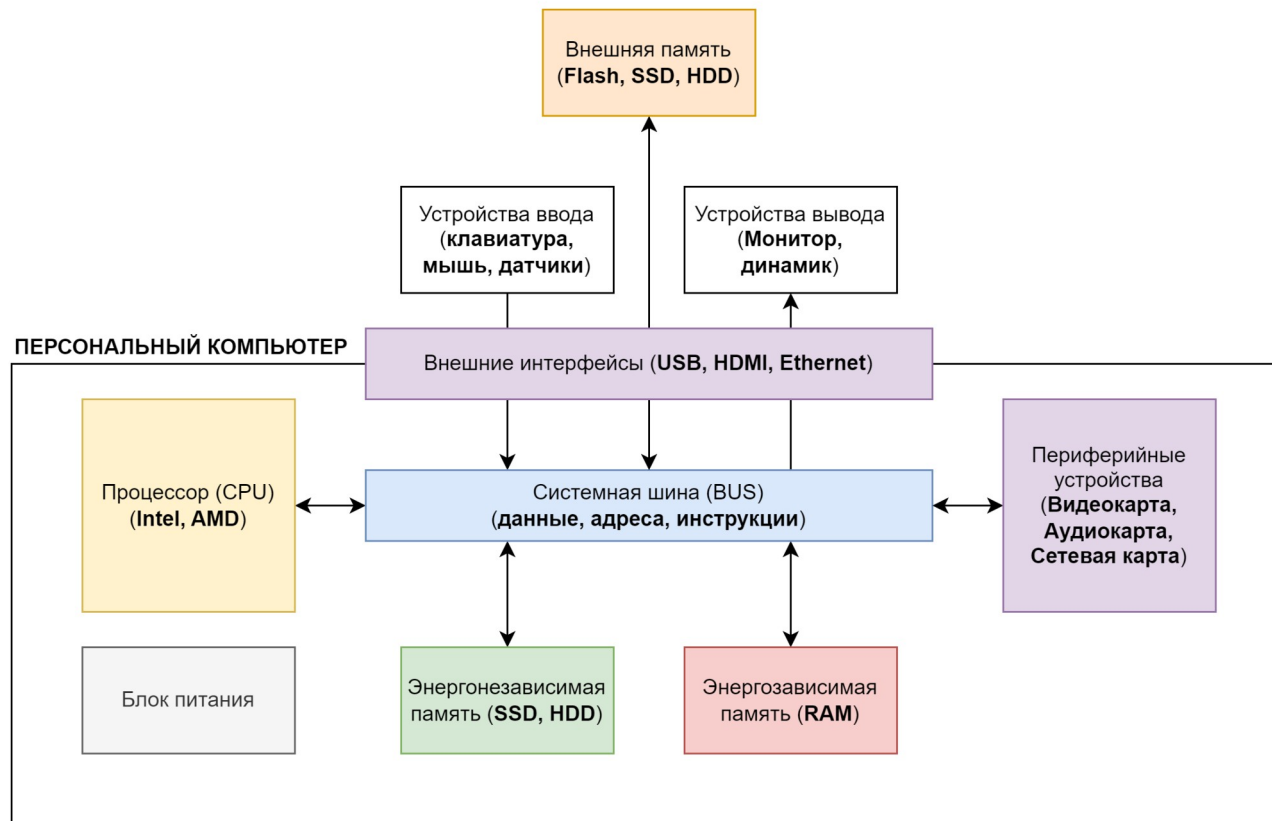 Внешняя память
(Flash, SSD, HDD)
Устройства ввода
(клавиатура,
мышь, датчики)
Устройства вывода
(Монитор,
динамик)
ПЕРСОНАЛЬНЫЙ КОМПЬЮТЕР
Внешние интерфейсы (USB, HDMI, Ethernet)
Процессор (CPU)
(Intel, AMD)
Системная шина (BUS)
(данные, адреса, инструкции)
Периферийные
устройства
(Видеокарта,
Аудиокарта,
Сетевая карта)
Блок питания
Энергонезависимая
память (SSD, HDD)
Энергозависимая
память (RAM)